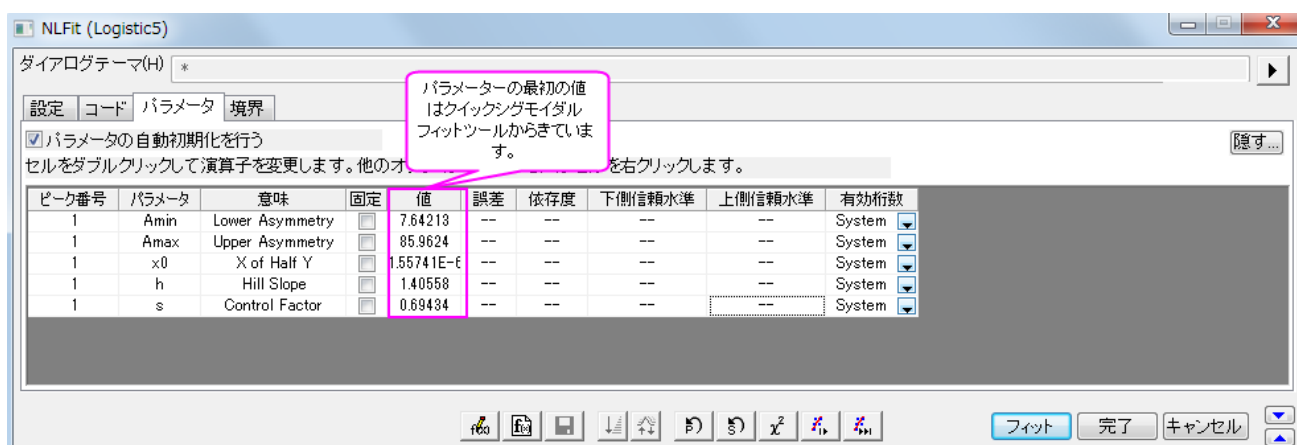 NLFit (Logistic5)
ダイアログテーマ(H) *
設定 コード パラメータ 境界
パラメーターの最初の値
はクイックシグモイダル
フィットツールからきていま
す。
パラメータの自動初期化を行う
隠す...
セルをダブルクリックして演算子を変更します。他のオ を右クリックします。
ピーク番号 パラメータ 意味 固定 値 誤差 依存度 下側信頼水準 上側信頼水準 有効桁数
1 Amin Lower Asymmetry 7.64213 -- -- -- -- System
1 Amax Upper Asymmetry 85.9624 -- -- -- -- System
1 x0 X of Half Y 1.55741E-6 -- -- -- -- System
1 h Hill Slope 1.40558 -- -- -- -- System
1 s Control Factor 0.69434 -- -- -- -- System
フィット 完了 キャンセル